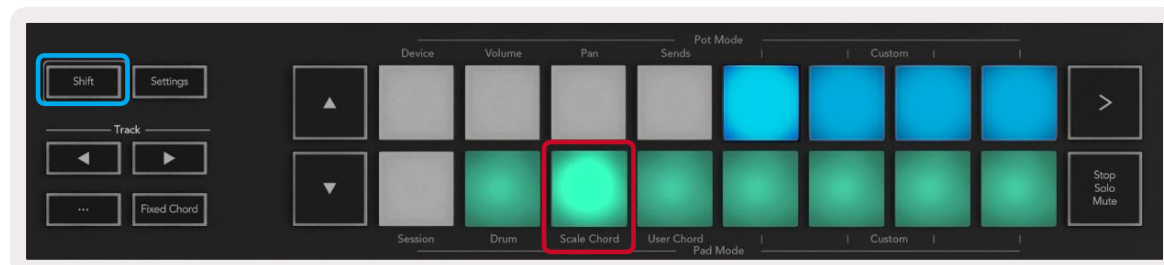 Pot Mode
Device Volume Pan Sends Custom
Shift Settings
>
Track
... Fixed Chord
Stop
Solo
Mute
Session Drum Scale Chord User Chord Custom
Pad Mode